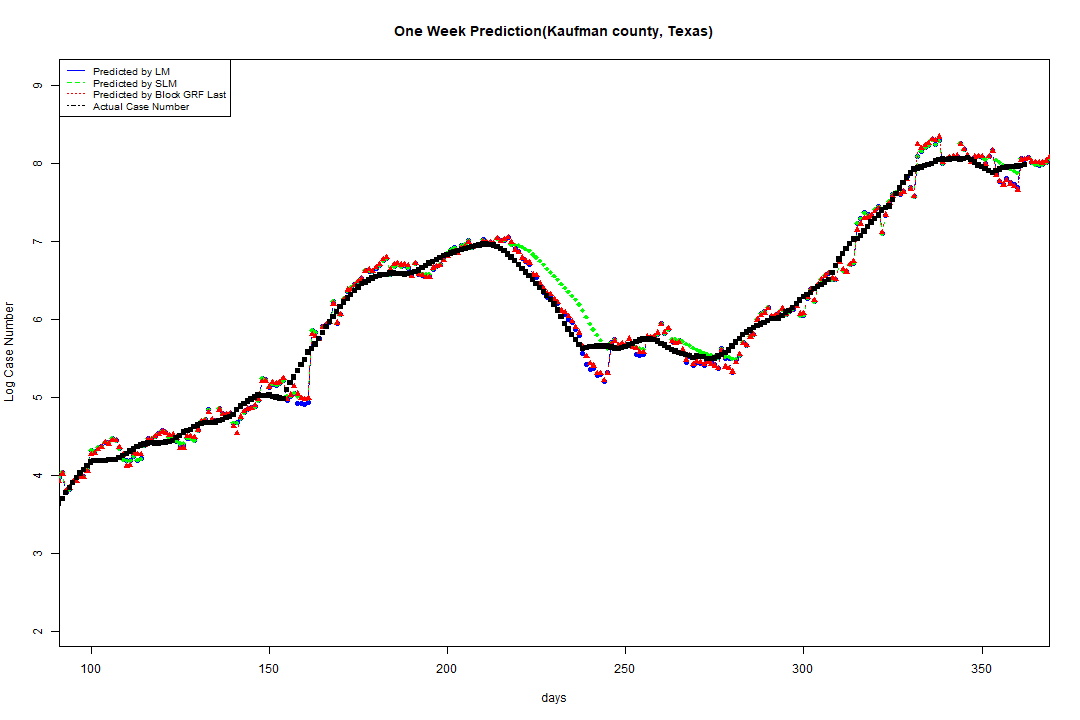 One Week Prediction(Kaufman county, Texas)
Predicted by LM
Predicted by SLM
Predicted by Block GRF Last
Actual Case Number
Log Case Number
9
8
7
6
5
4
3
2
100 150 200 250 300 350
days